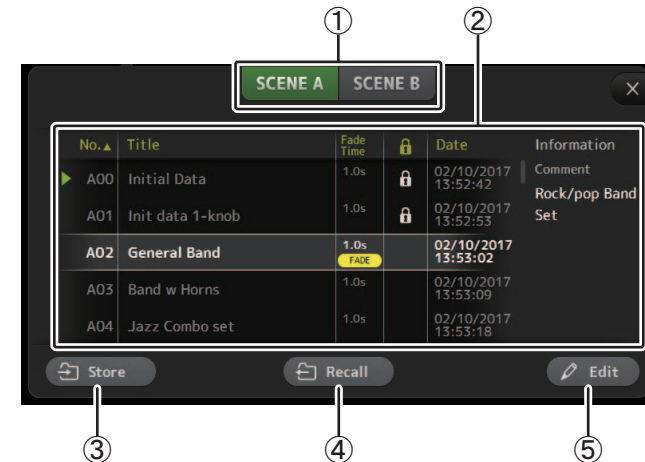 ① ②
SCENE A SCENE B ×
No.▲ Title Fade Time Date Information
A00 Initial Data 1.0s 02/10/2017 13:52:42 Comment
Rock/pop Band Set
A01 Init data 1-knob 1.0s 02/10/2017 13:52:53
A02 General Band 1.0s FADE 02/10/2017 13:53:02
A03 Band w Horns 1.0s 02/10/2017 13:53:09
A04 Jazz Combo set 1.0s 02/10/2017 13:53:18
Store Recall Edit
③ ④ ⑤